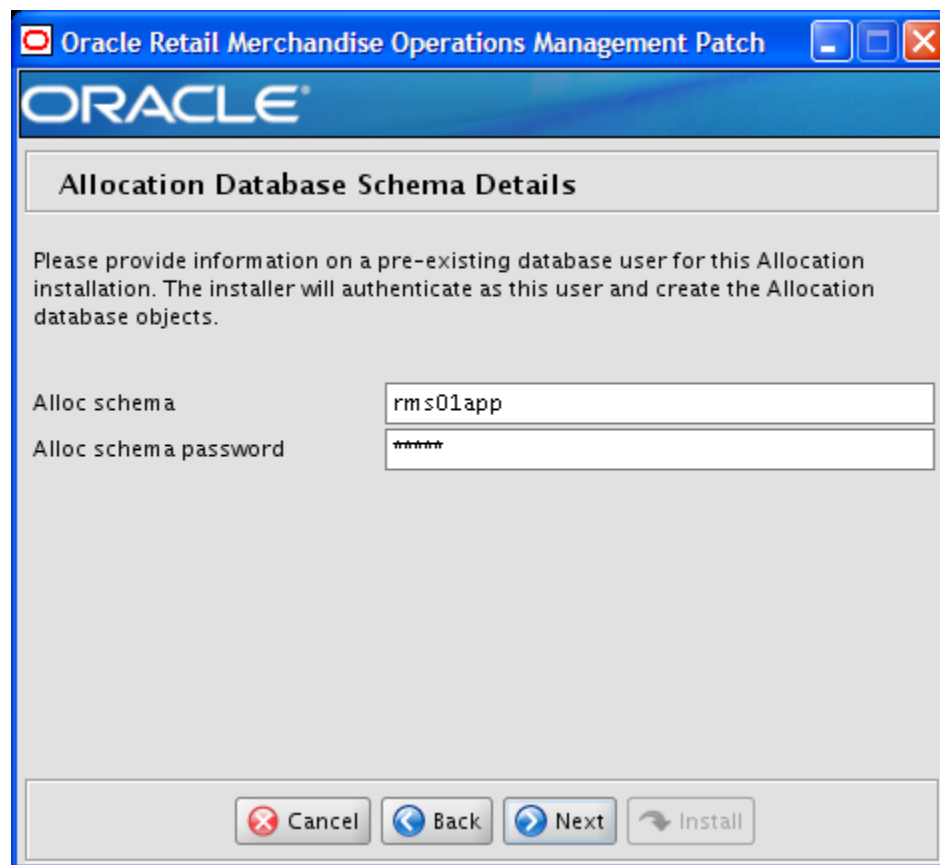 Oracle Retail Merchandise Operations Management Patch
ORACLE
Allocation Database Schema Details
Please provide information on a pre-existing database user for this Allocation
installation. The installer will authenticate as this user and create the Allocation
database objects.
Alloc schema rms01app
Alloc schema password *****
Cancel Back Next Install